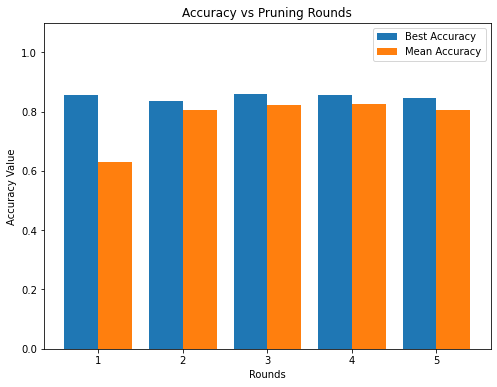 Accuracy vs Pruning Rounds
Best Accuracy
Mean Accuracy
1.0
0.8
0.6
0.4
0.2
0.0
Accuracy Value
1 2 3 4 5
Rounds